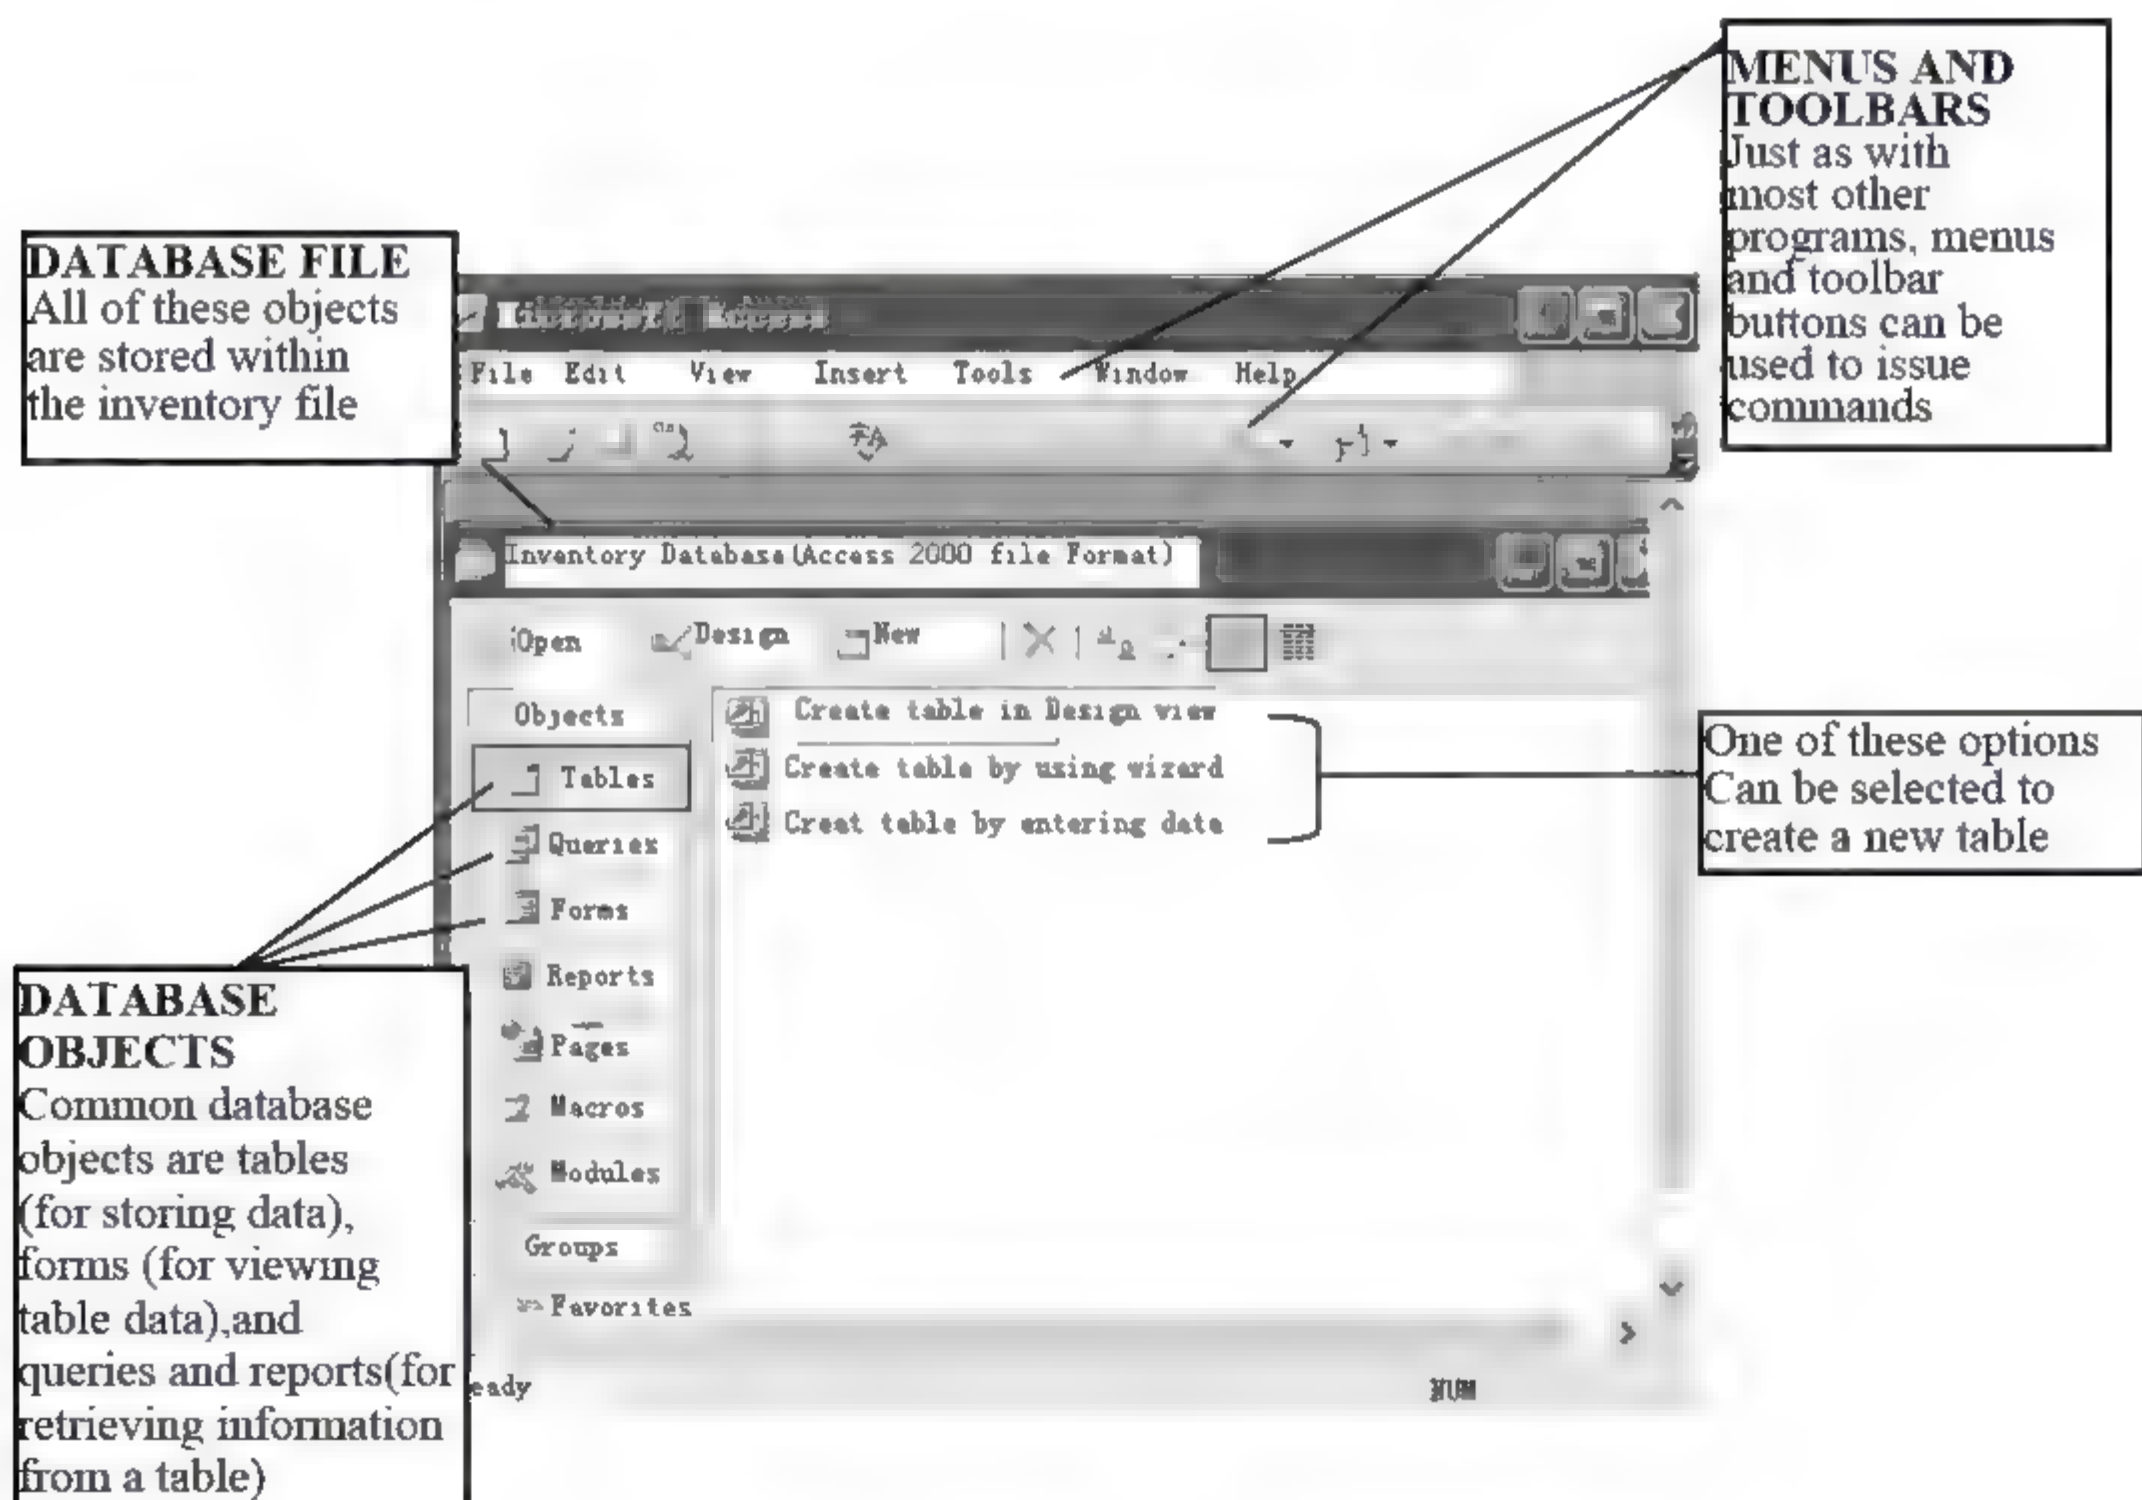 MENUS AND
TOOLBARS
Just as with
most other
programs, menus
and toolbar
buttons can be
used to issue
commands
DATABASE FILE
All of these objects
are stored within
the inventory file
File Edit View Insert Tools Window Help
Inventory Database(Access 2000 file Format)
Open Design New
Objects
Tables
Queries
Forms
Reports
Pages
Macros
Modules
Groups
Favorites
Create table in Design view
Create table by using wizard
Creat table by entering data
One of these options
Can be selected to
create a new table
DATABASE
OBJECTS
Common database
objects are tables
(for storing data),
forms (for viewing
table data),and
queries and reports(for
retrieving information
from a table)
eady NUM